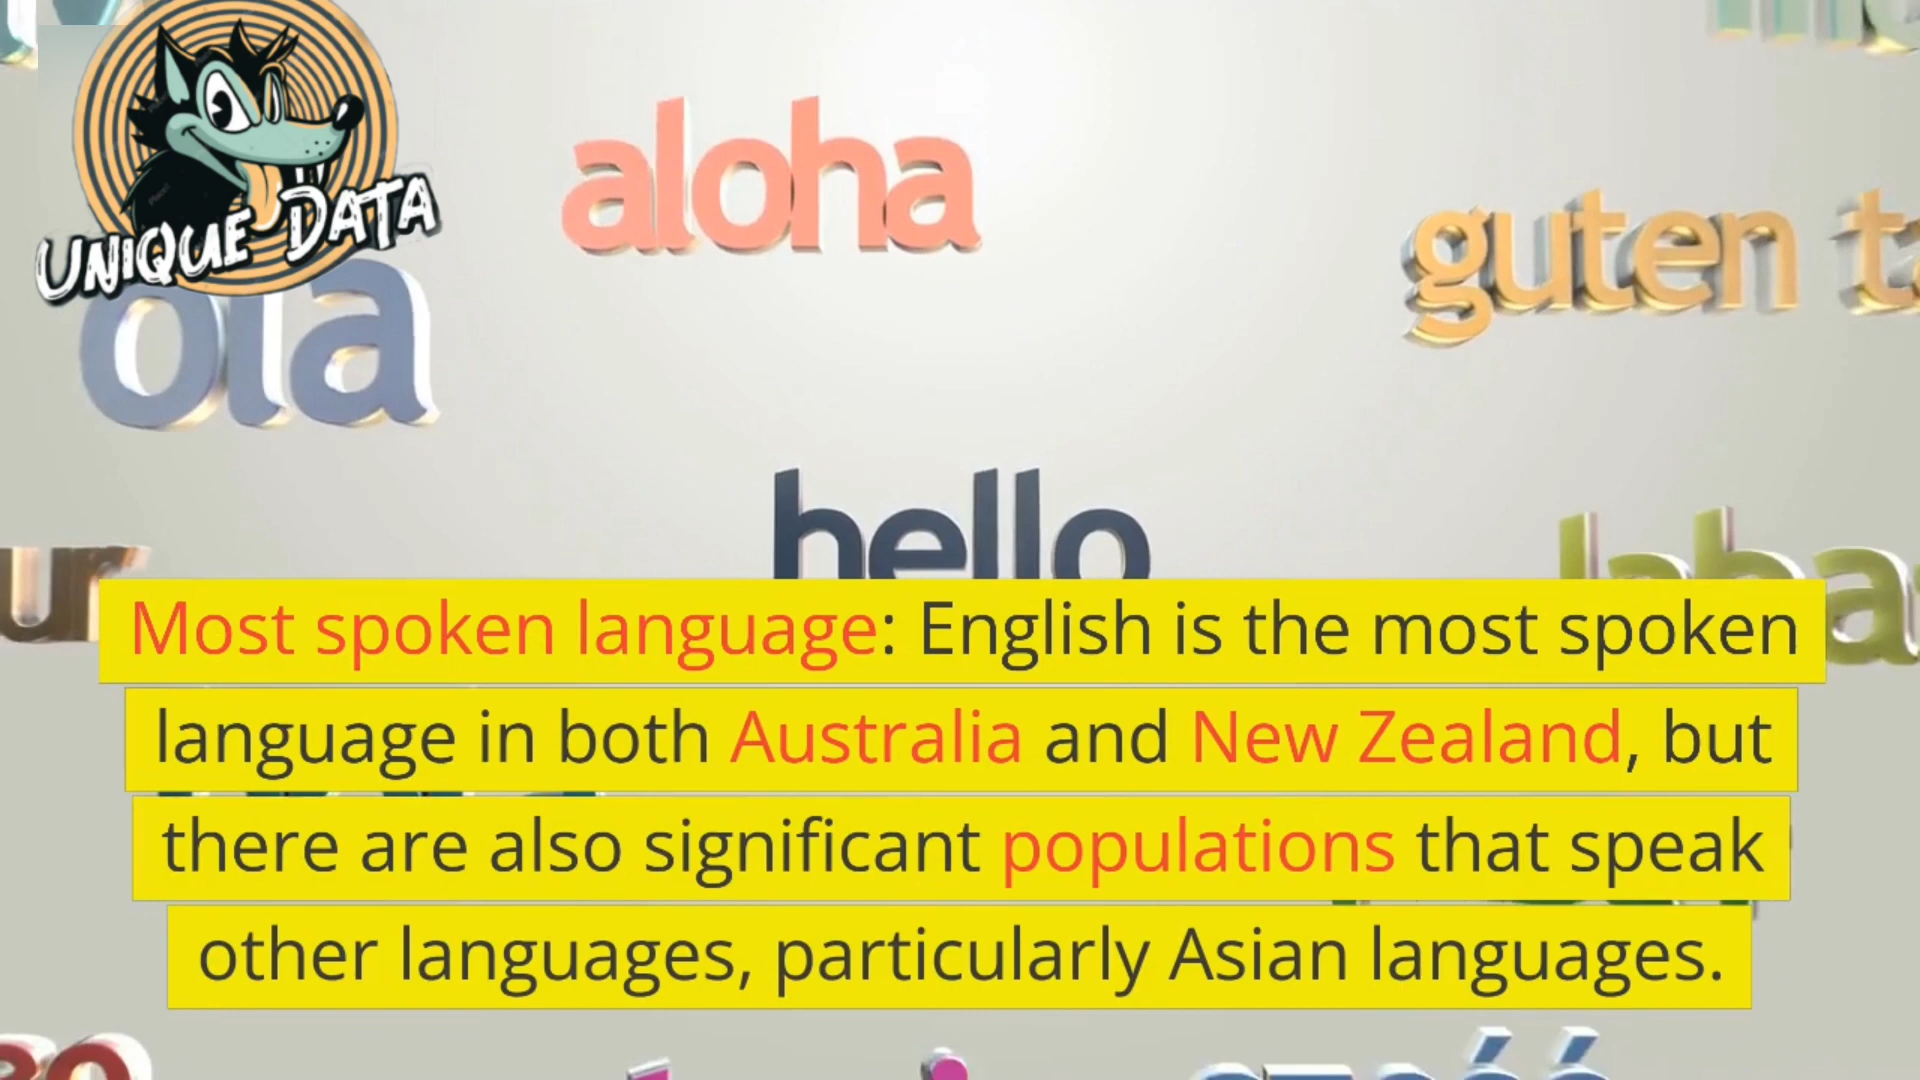 UNIQUE DATA
aloha
guten
ola
hello
Most spoken language: English is the most spoken
language in both Australia and New Zealand, but
there are also significant populations that speak
other languages, particularly Asian languages.